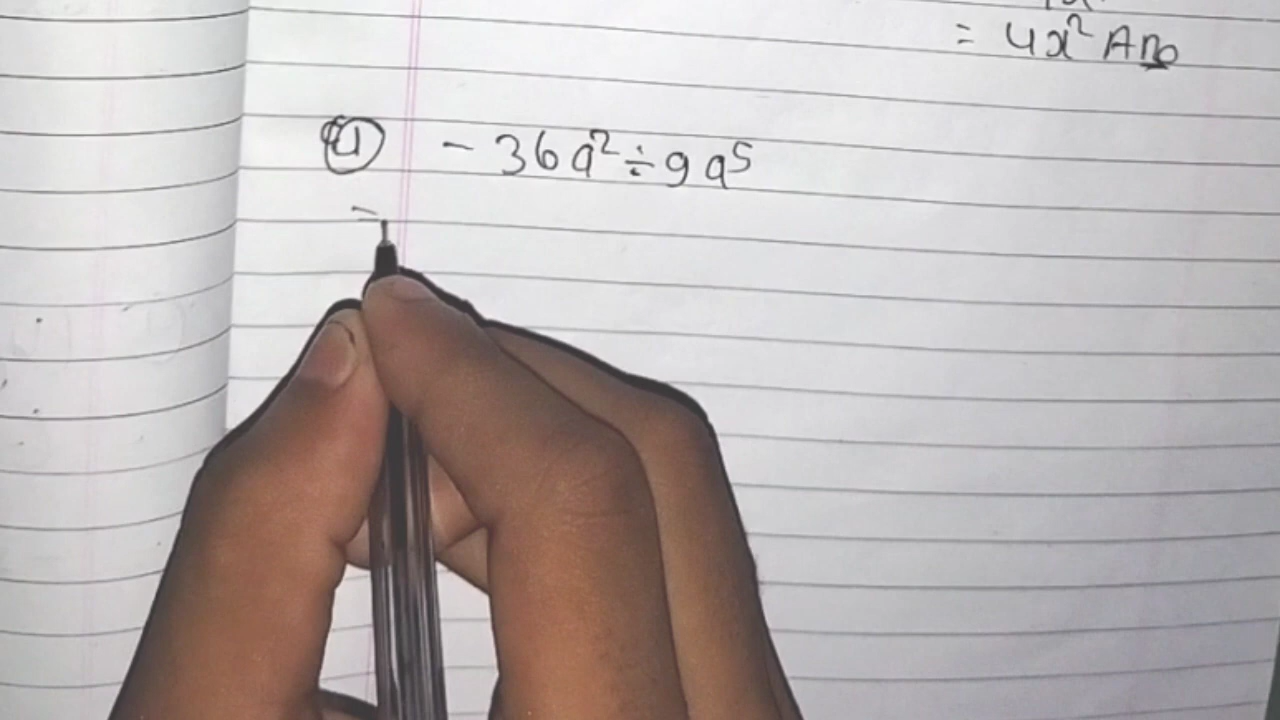 = 4x² Ans
④ - 36a² ÷ 9a⁵
=